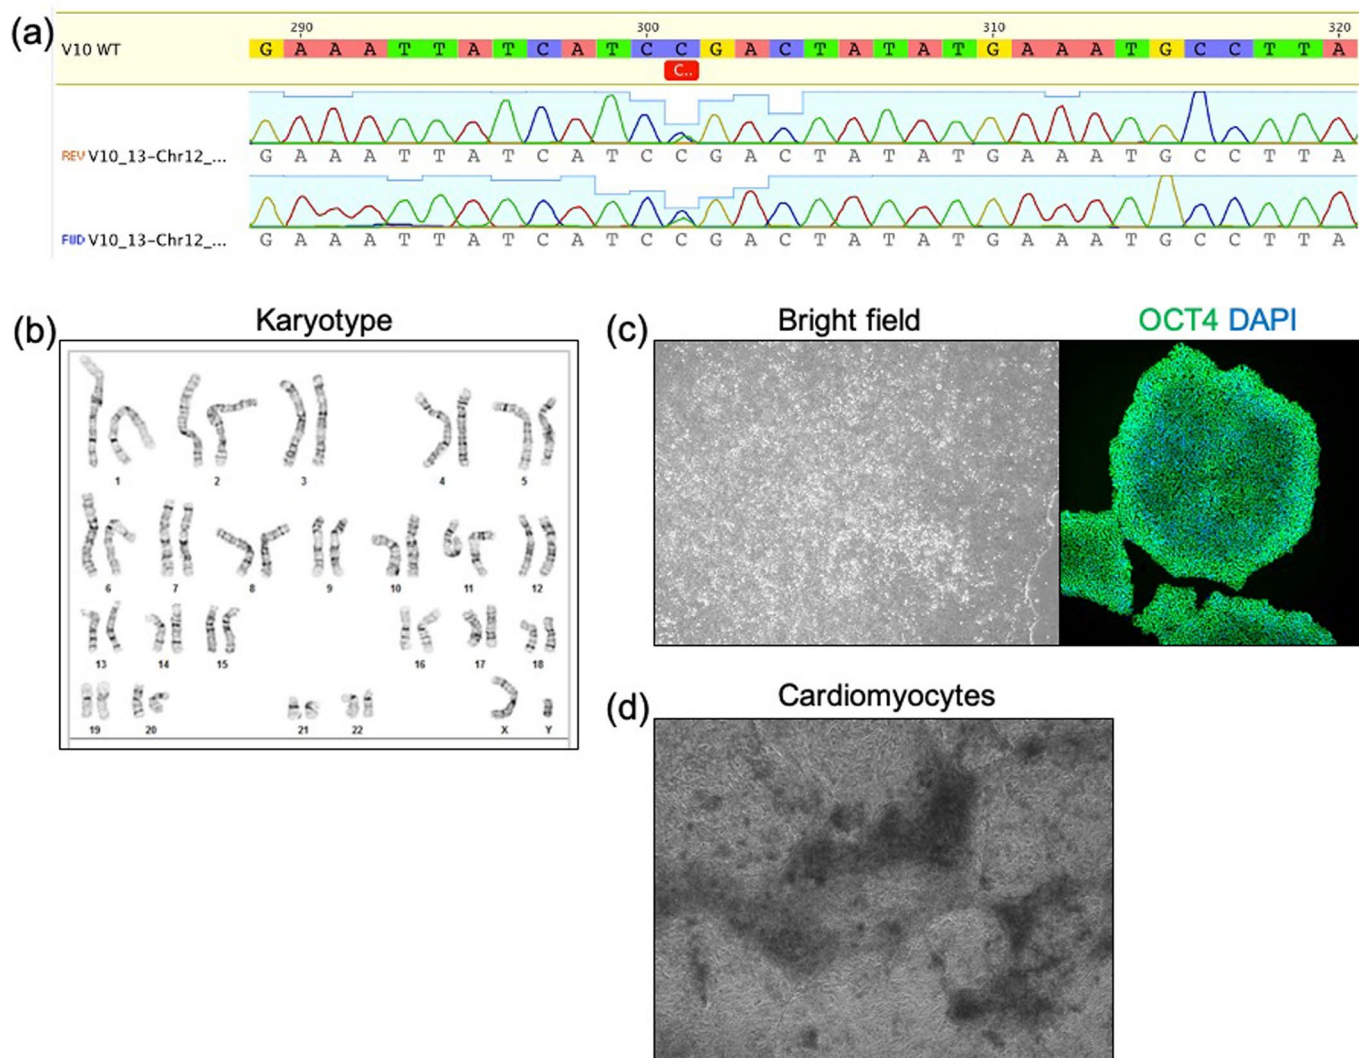 (a)
290 300 310 320
V10 WT G A A A T T A T C A T C C G A C T A T A T G A A A T G C C T T A
C..
REV V10_13-Chr12_... G A A A T T A T C A T C C G A C T A T A T G A A A T G C C T T A
FWD V10_13-Chr12_... G A A A T T A T C A T C C G A C T A T A T G A A A T G C C T T A
(b) Karyotype
1 2 3 4 5
6 7 8 9 10 11 12
13 14 15 16 17 18
19 20 21 22 X Y
(c) Bright field OCT4 DAPI
(d) Cardiomyocytes